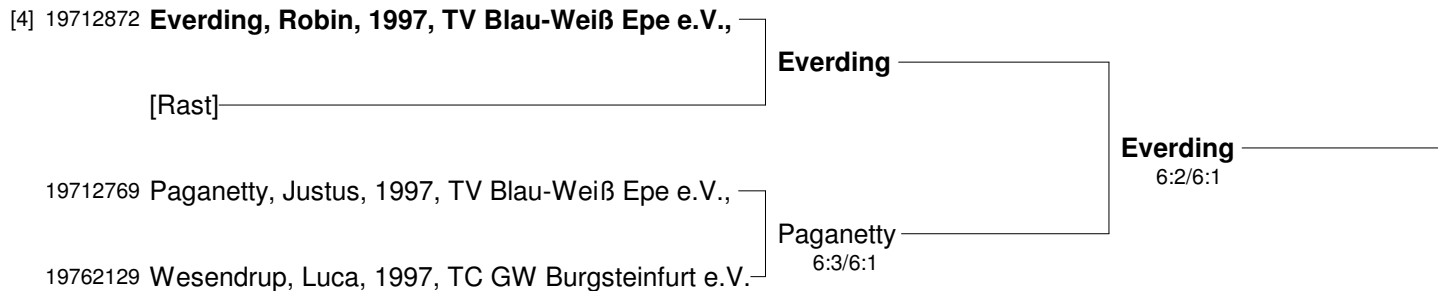 [4] 19712872 Everding, Robin, 1997, TV Blau-Weiß Epe e.V.,
Everding
[Rast]
Everding
6:2/6:1
19712769 Paganetty, Justus, 1997, TV Blau-Weiß Epe e.V.,
Paganetty
6:3/6:1
19762129 Wesendrup, Luca, 1997, TC GW Burgsteinfurt e.V.